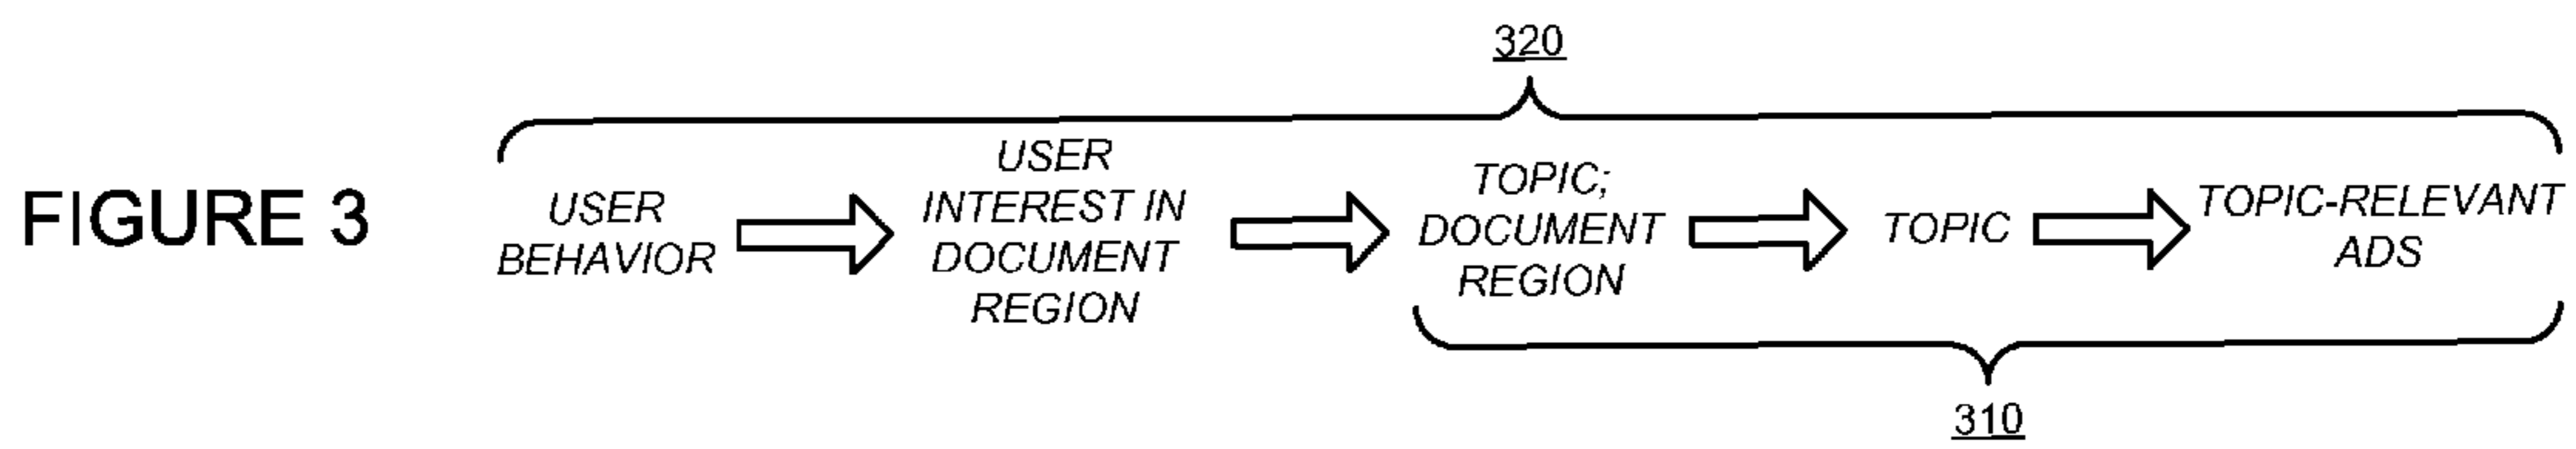 320
FIGURE 3
USER
BEHAVIOR
USER
INTEREST IN
DOCUMENT
REGION
TOPIC;
DOCUMENT
REGION
TOPIC
TOPIC-RELEVANT
ADS
310